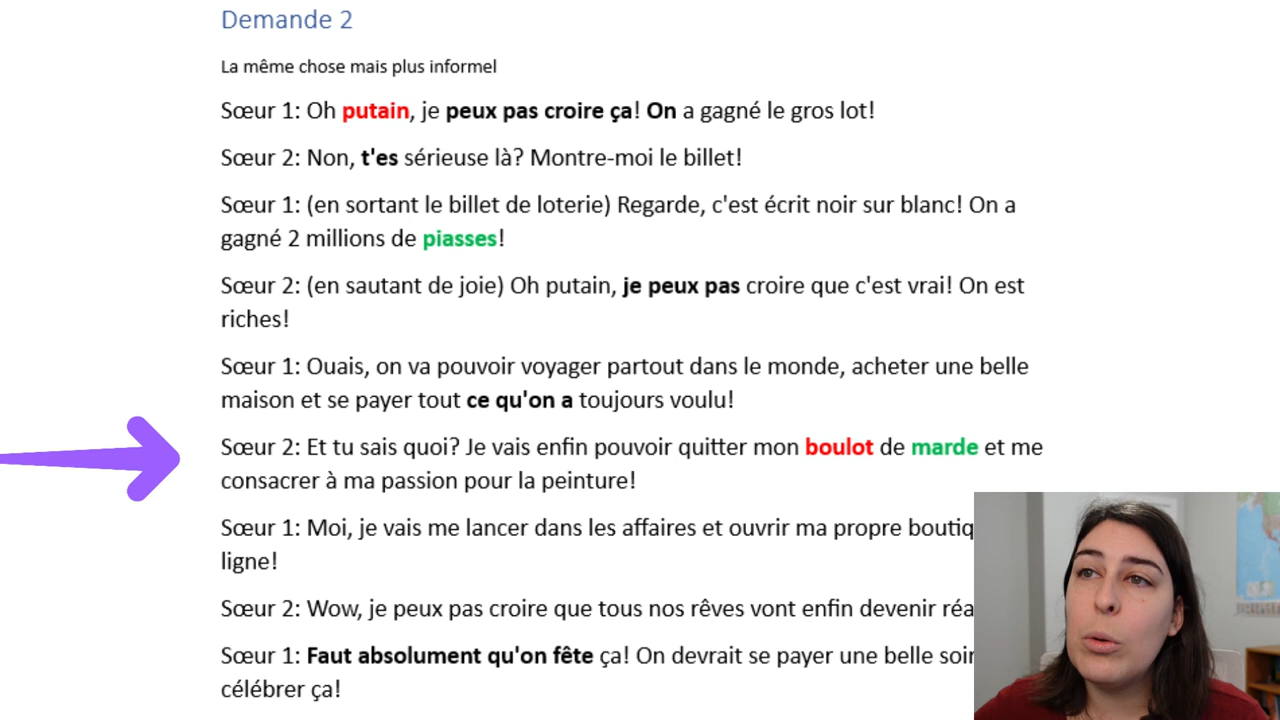 Demande 2
La même chose mais plus informel
Sœur 1: Oh putain, je peux pas croire ça! On a gagné le gros lot!
Sœur 2: Non, t'es sérieuse là? Montre-moi le billet!
Sœur 1: (en sortant le billet de loterie) Regarde, c'est écrit noir sur blanc! On a
gagné 2 millions de piasses!
Sœur 2: (en sautant de joie) Oh putain, je peux pas croire que c'est vrai! On est
riches!
Sœur 1: Ouais, on va pouvoir voyager partout dans le monde, acheter une belle
maison et se payer tout ce qu'on a toujours voulu!
Sœur 2: Et tu sais quoi? Je vais enfin pouvoir quitter mon boulot de marde et me
consacrer à ma passion pour la peinture!
Sœur 1: Moi, je vais me lancer dans les affaires et ouvrir ma propre
ligne!
Sœur 2: Wow, je peux pas croire que tous nos rêves vont enfin devenir
Sœur 1: Faut absolument qu'on fête ça! On devrait se payer une belle
célébrer ça!